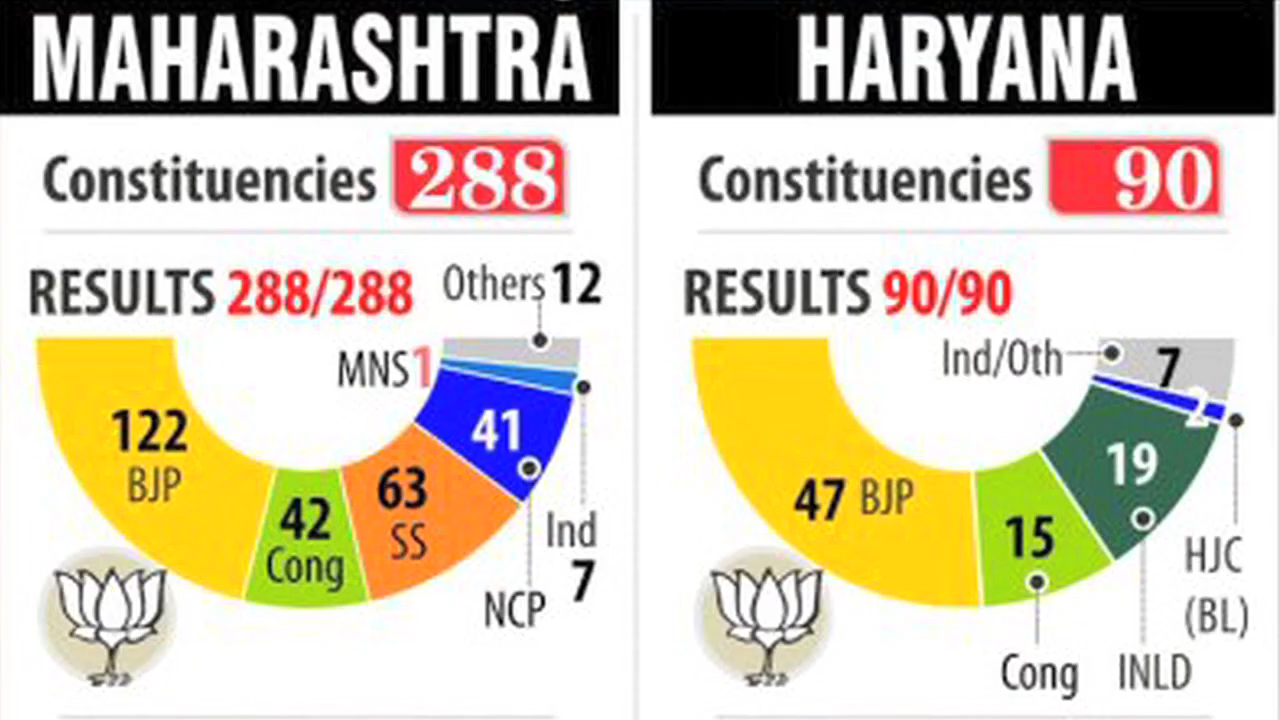 MAHARASHTRA
Constituencies 288
RESULTS 288/288
Others 12
MNS 1
122
BJP
42
Cong
63
SS
41
NCP
Ind
7
HARYANA
Constituencies 90
RESULTS 90/90
Ind/Oth
7
2
47 BJP
15
19
HJC
(BL)
Cong
INLD